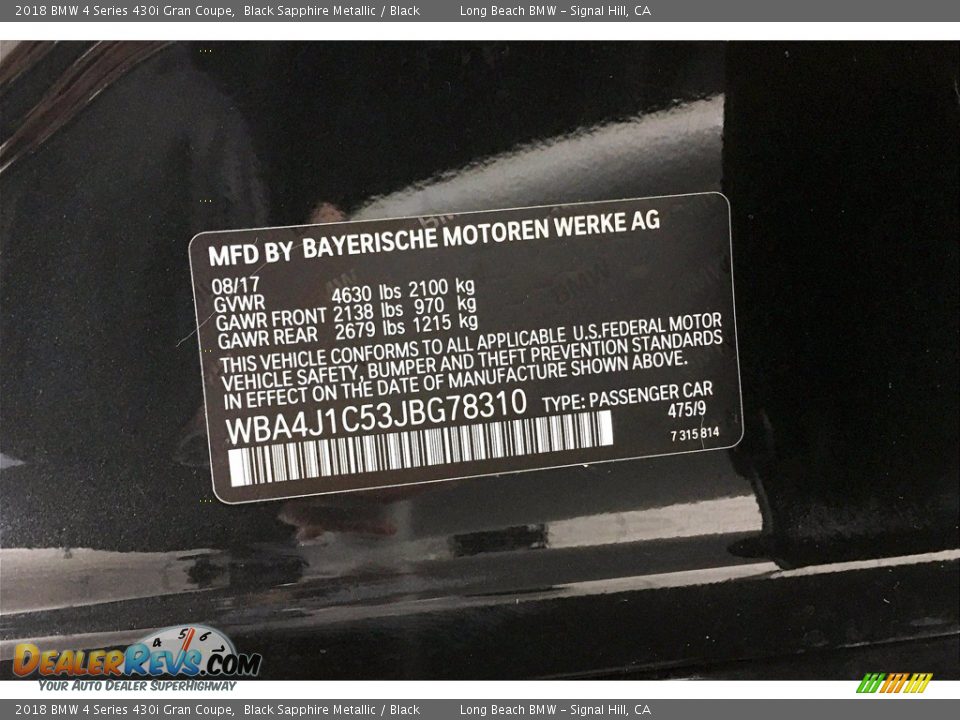 2018 BMW 4 Series 430i Gran Coupe, Black Sapphire Metallic / Black Long Beach BMW - Signal Hill, CA
MFD BY BAYERISCHE MOTOREN WERKE AG
08/17
GVWR 4630 lbs 2100 kg
GAWR FRONT 2138 lbs 970 kg
GAWR REAR 2679 lbs 1215 kg
THIS VEHICLE CONFORMS TO ALL APPLICABLE U.S.FEDERAL MOTOR
VEHICLE SAFETY, BUMPER AND THEFT PREVENTION STANDARDS
IN EFFECT ON THE DATE OF MANUFACTURE SHOWN ABOVE.
WBA4J1C53JBG78310 TYPE: PASSENGER CAR
475/9
7 315 814
4 5 6
DEALERREVS.COM
YOUR AUTO DEALER SUPERHIGHWAY
2018 BMW 4 Series 430i Gran Coupe, Black Sapphire Metallic / Black Long Beach BMW - Signal Hill, CA